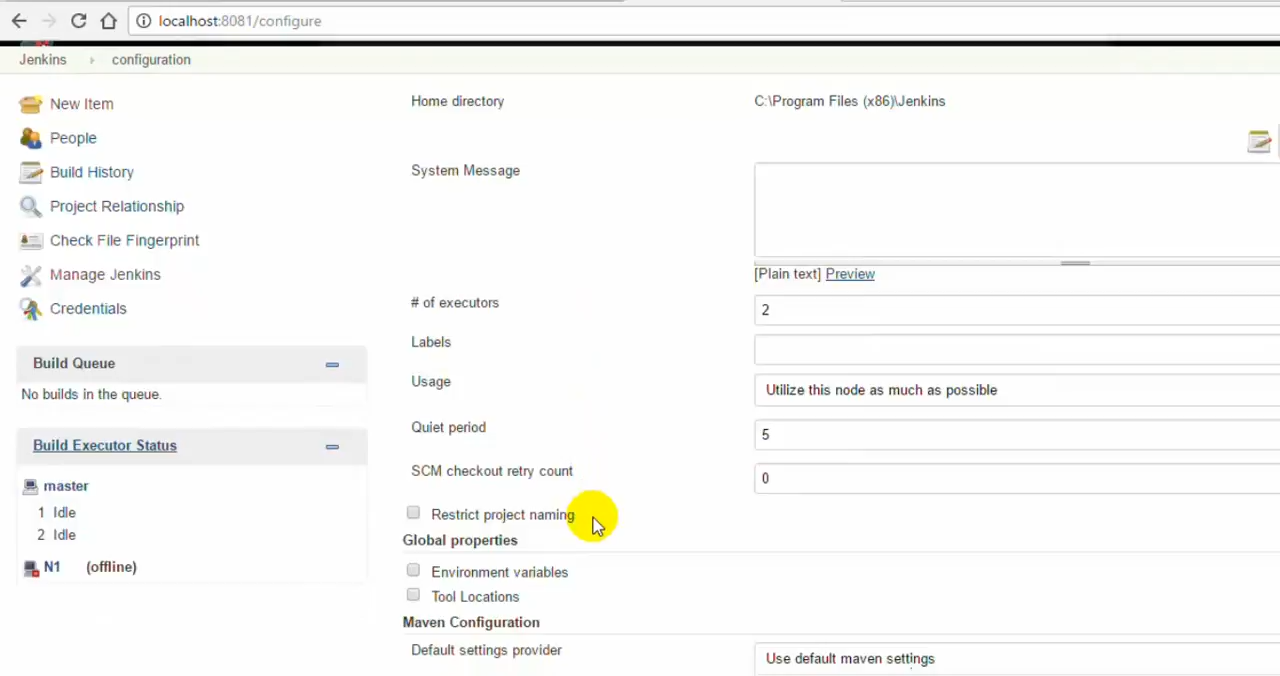 localhost:8081/configure
Jenkins configuration
New Item
People
Build History
Project Relationship
Check File Fingerprint
Manage Jenkins
Credentials
Build Queue
No builds in the queue.
Build Executor Status
master
1 Idle
2 Idle
N1 (offline)
Home directory C:\Program Files (x86)\Jenkins
System Message
[Plain text] Preview
# of executors 2
Labels
Usage Utilize this node as much as possible
Quiet period 5
SCM checkout retry count 0
Restrict project naming
Global properties
Environment variables
Tool Locations
Maven Configuration
Default settings provider Use default maven settings